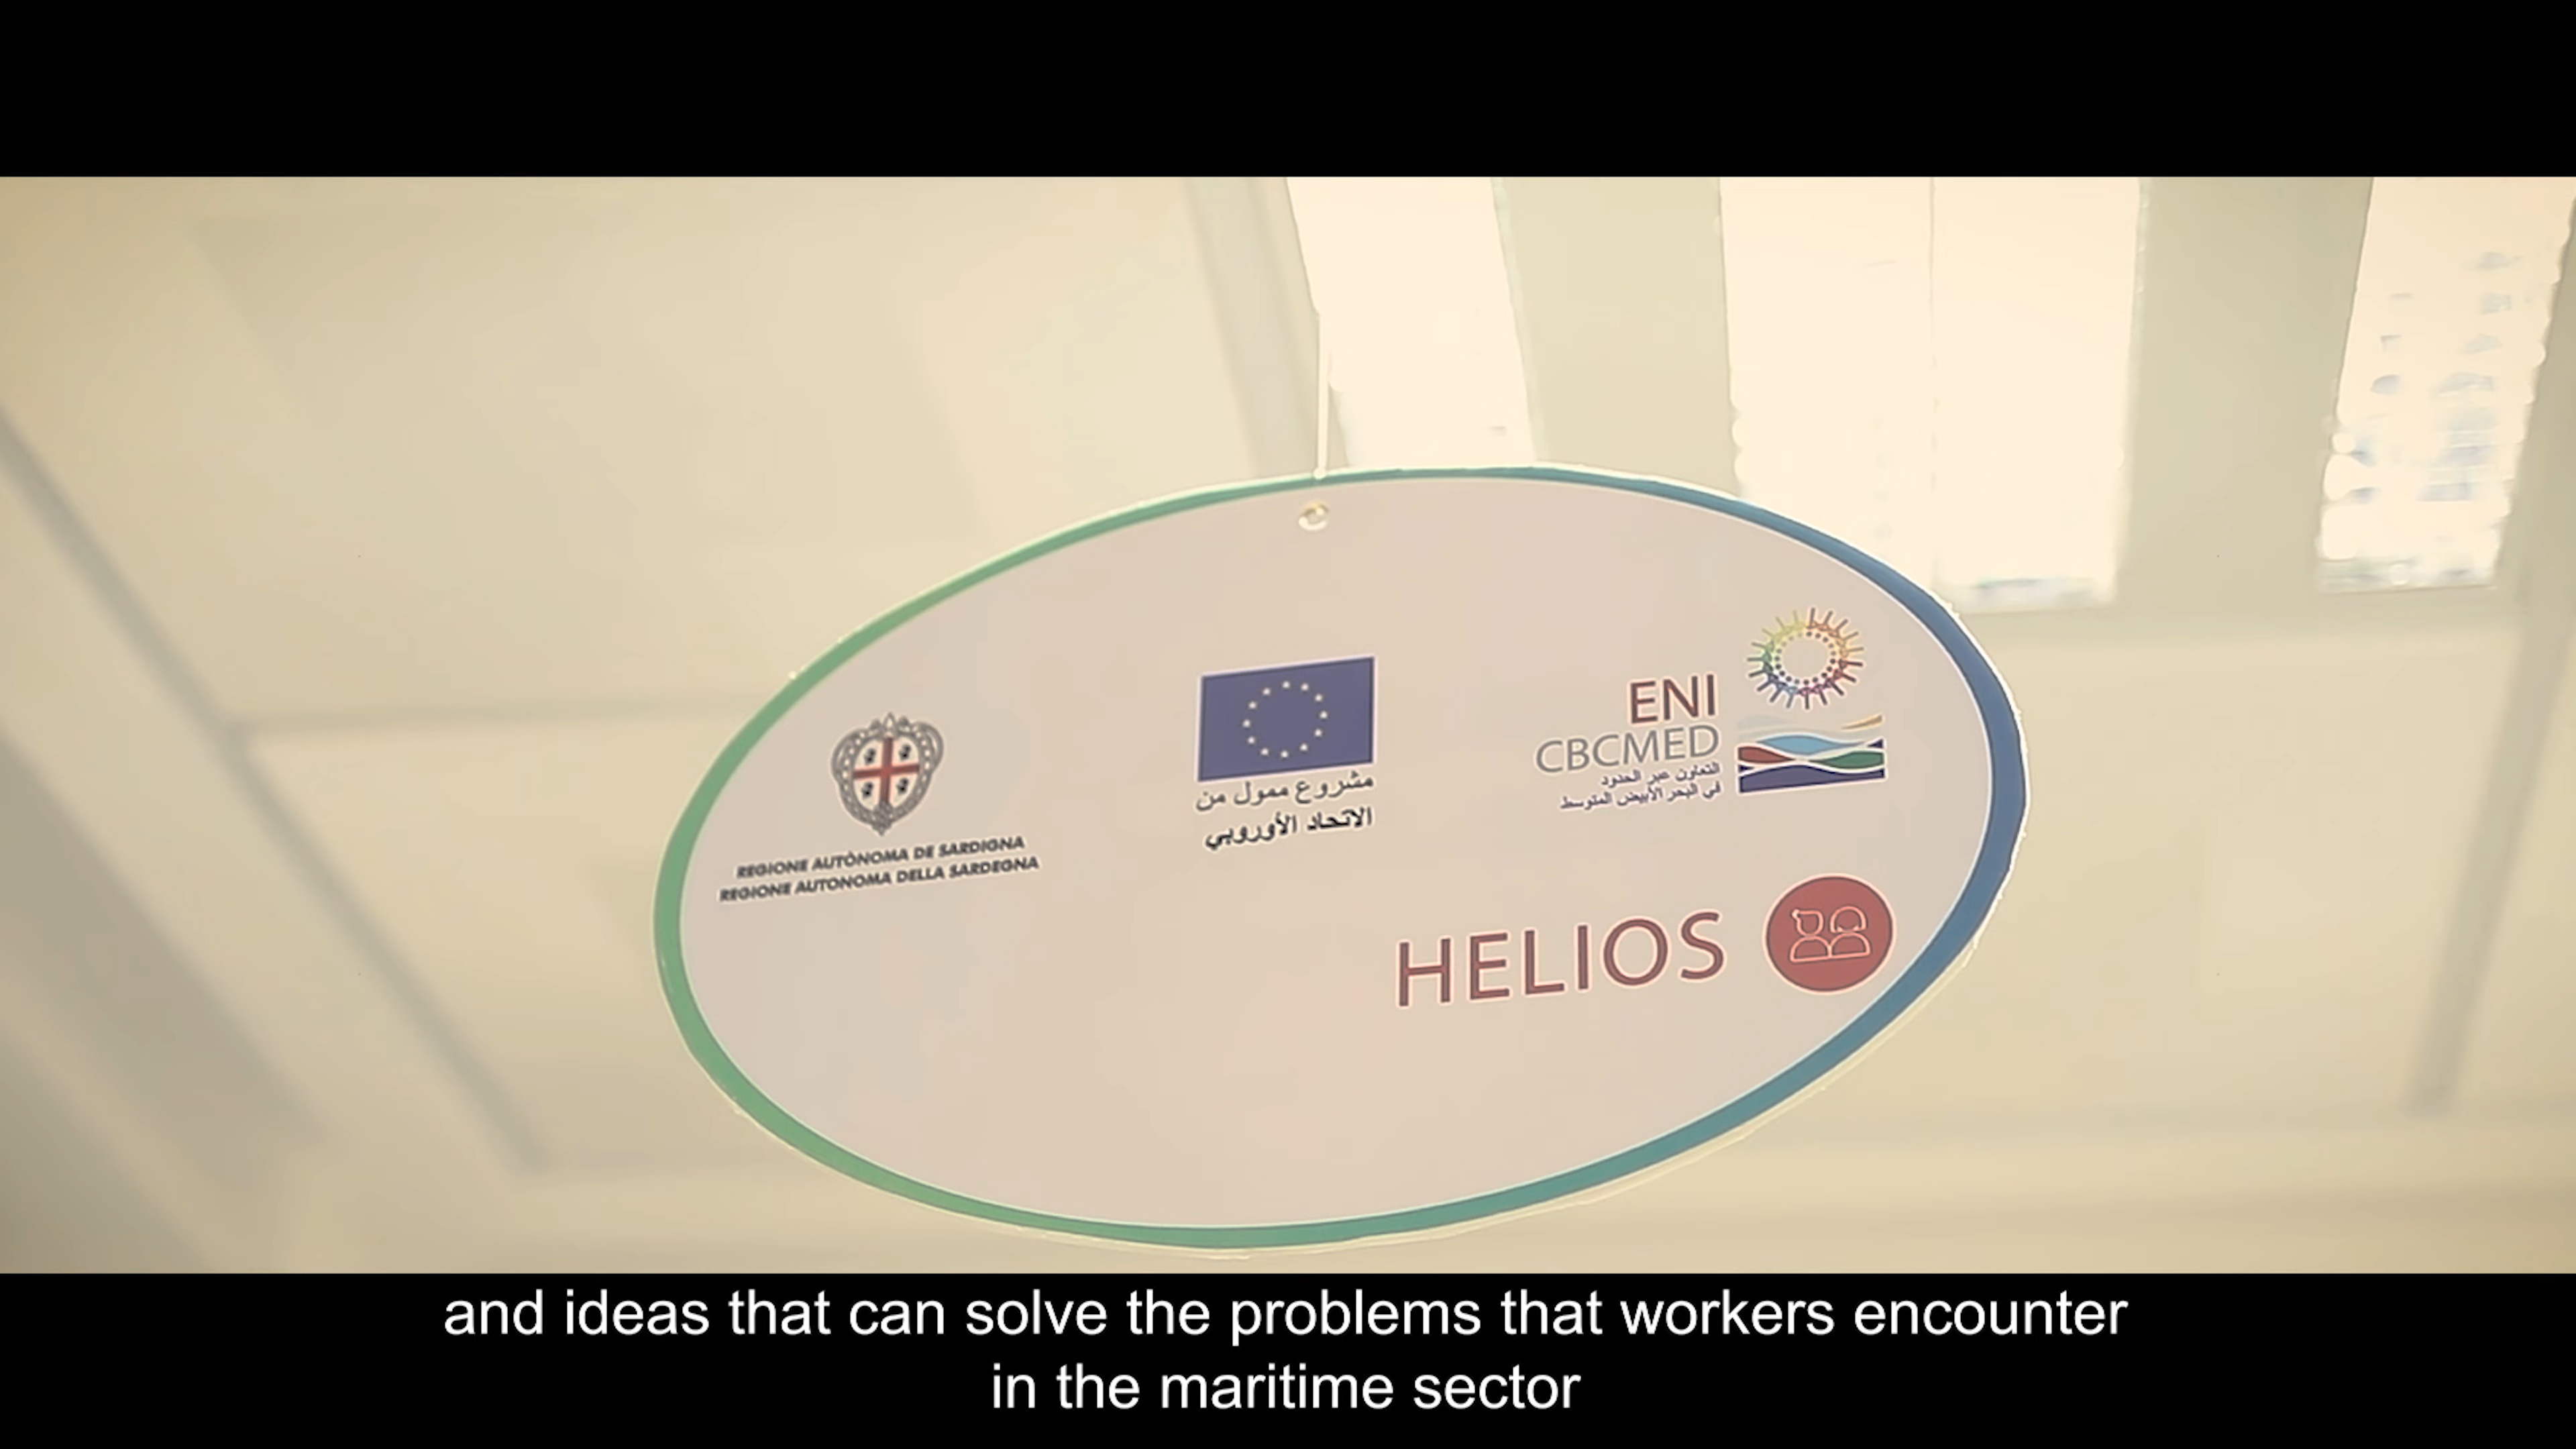 REGIONE AUTÒNOMA DE SARDIGNA
REGIONE AUTONOMA DELLA SARDEGNA
مشروع ممول من
الاتحاد الأوروبي
ENI
CBCMED
التعاون عبر الحدود
في البحر الأبيض المتوسط
HELIOS
and ideas that can solve the problems that workers encounter
in the maritime sector